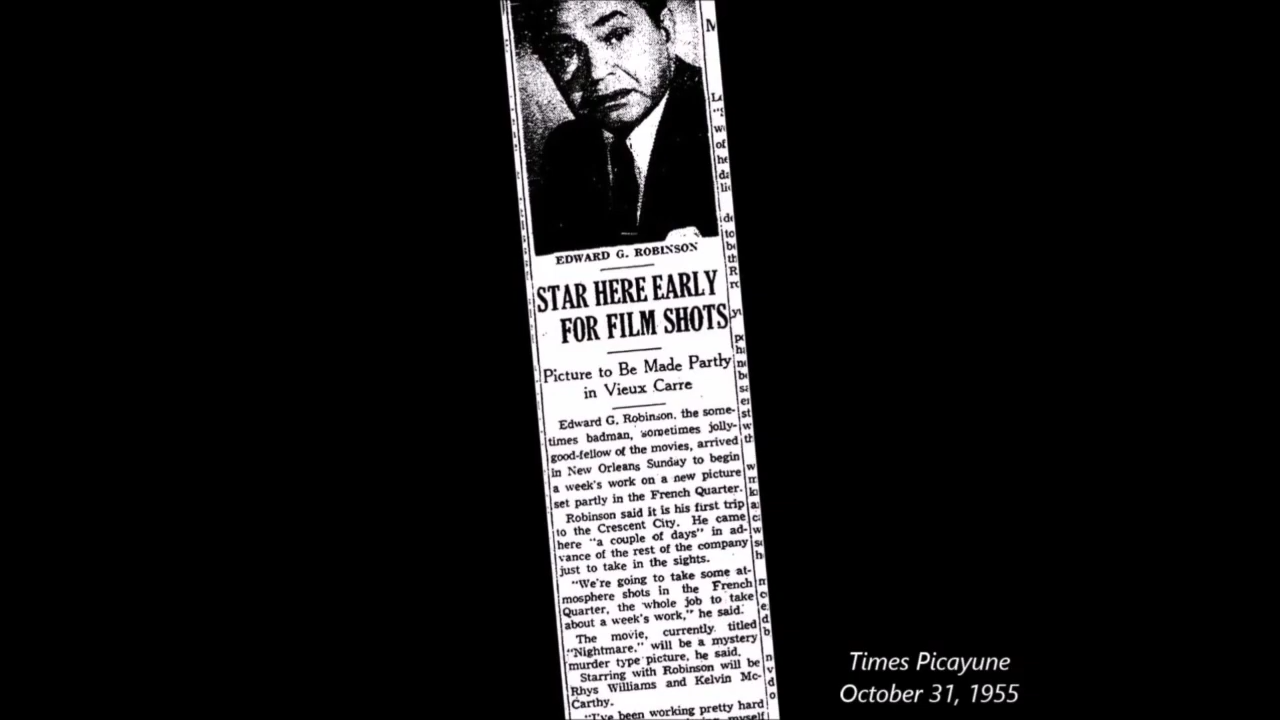 EDWARD G. ROBINSON
STAR HERE EARLY
FOR FILM SHOTS
Picture to Be Made Partly
in Vieux Carre
Edward G. Robinson, the some-
times badman, sometimes jolly-
good-fellow of the movies, arrived
in New Orleans Sunday to begin
a week's work on a new picture
set partly in the French Quarter.
Robinson said it is his first trip
to the Crescent City. He came
here "a couple of days" in ad-
vance of the rest of the company
just to take in the sights.
"We're going to take some at-
mosphere shots in the French
Quarter, the whole job to take
about a week's work," he said.
The movie, currently titled
"Nightmare," will be a mystery
murder type picture, he said.
Starring with Robinson will be
Rhys Williams and Kelvin Mc-
Carthy.
"I've been working pretty hard
myself
Times Picayune
October 31, 1955